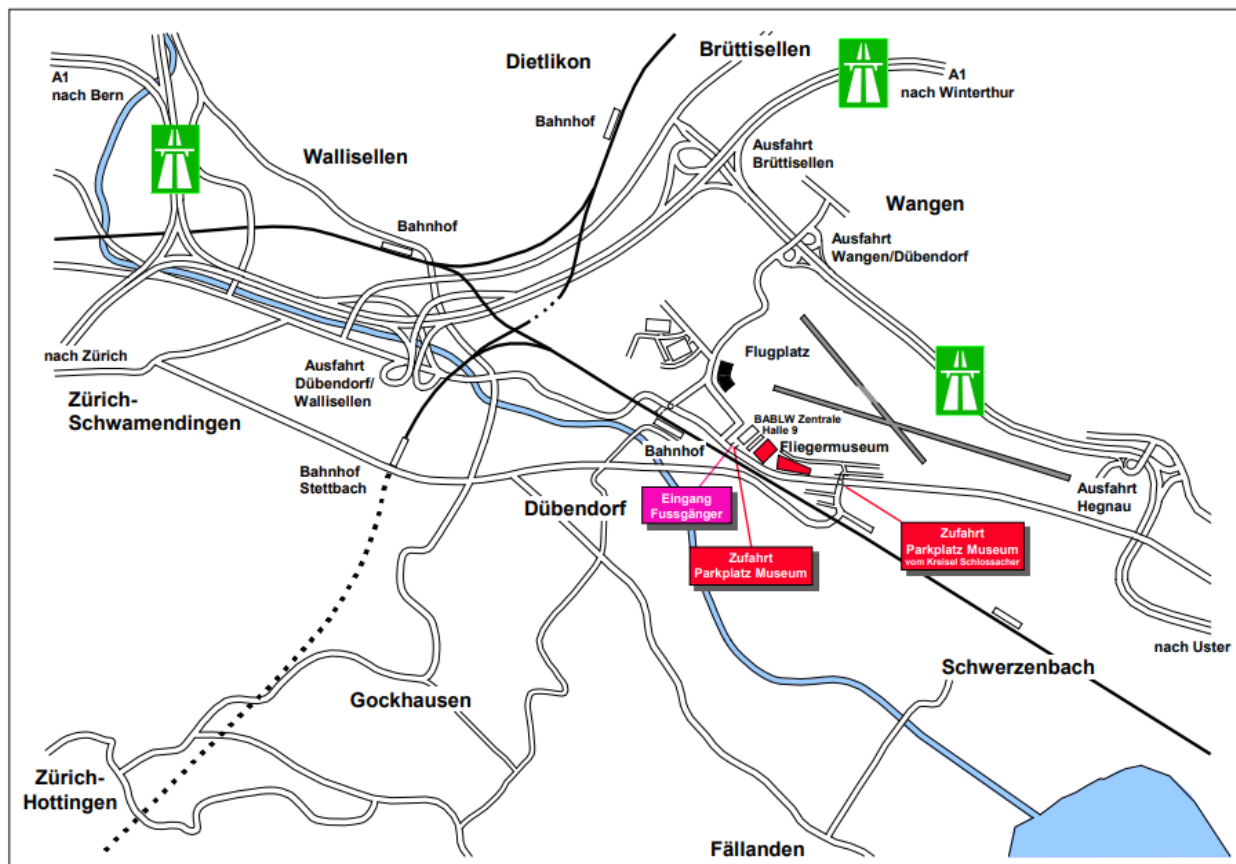 Dietlikon
Brüttisellen
A1
nach Bern
A1
nach Winterthur
Bahnhof
Wallisellen
Ausfahrt
Brüttisellen
Wangen
Bahnhof
Ausfahrt
Wangen/Dübendorf
nach Zürich
Ausfahrt
Dübendorf/
Wallisellen
Flugplatz
Zürich-
Schwamendingen
BABLW Zentrale
Halle 9
Fliegermuseum
Bahnhof
Bahnhof
Stettbach
Ausfahrt
Hegnau
Eingang
Fussgänger
Dübendorf
Zufahrt
Parkplatz Museum
vom Kreisel Schlossacher
Zufahrt
Parkplatz Museum
nach Uster
Schwerzenbach
Gockhausen
Zürich-
Hottingen
Fällanden